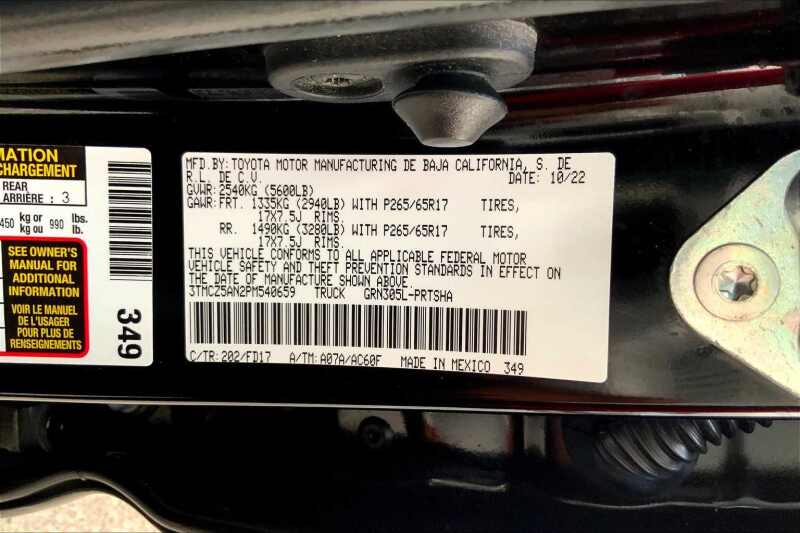 MATION
CHARGEMENT
REAR
ARRIÈRE : 3
450 kg or kg ou 990 lbs. lb.
SEE OWNER'S
MANUAL FOR
ADDITIONAL
INFORMATION
VOIR LE MANUEL
DE L'USAGER
POUR PLUS DE
RENSEIGNEMENTS
349
MFD.BY: TOYOTA MOTOR MANUFACTURING DE BAJA CALIFORNIA, S. DE
R.L. DE C.V. DATE: 10/22
GVWR: 2540KG (5600LB)
GAWR: FRT. 1335KG (2940LB) WITH P265/65R17 TIRES,
17X7.5J RIMS.
RR. 1490KG (3280LB) WITH P265/65R17 TIRES,
17X7.5J RIMS.
THIS VEHICLE CONFORMS TO ALL APPLICABLE FEDERAL MOTOR
VEHICLE SAFETY AND THEFT PREVENTION STANDARDS IN EFFECT ON
THE DATE OF MANUFACTURE SHOWN ABOVE.
3TMCZ5AN2PM540659 TRUCK GRN305L-PRTSHA
C/TR: 202/FD17 A/TM: A07A/AC60F MADE IN MEXICO 349